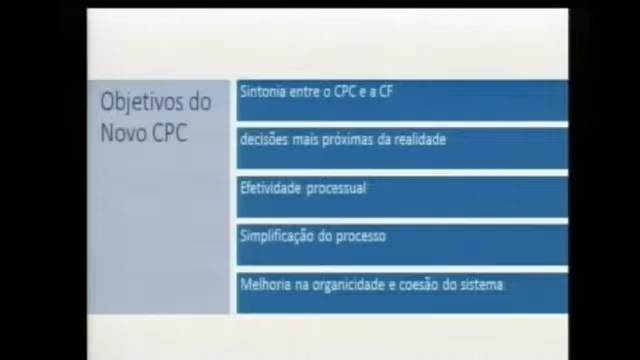 Objetivos do
Novo CPC
Sintonia entre o CPC e a CF
decisões mais próximas da realidade
Efetividade processual
Simplificação do processo
Melhoria na organicidade e coesão do sistema